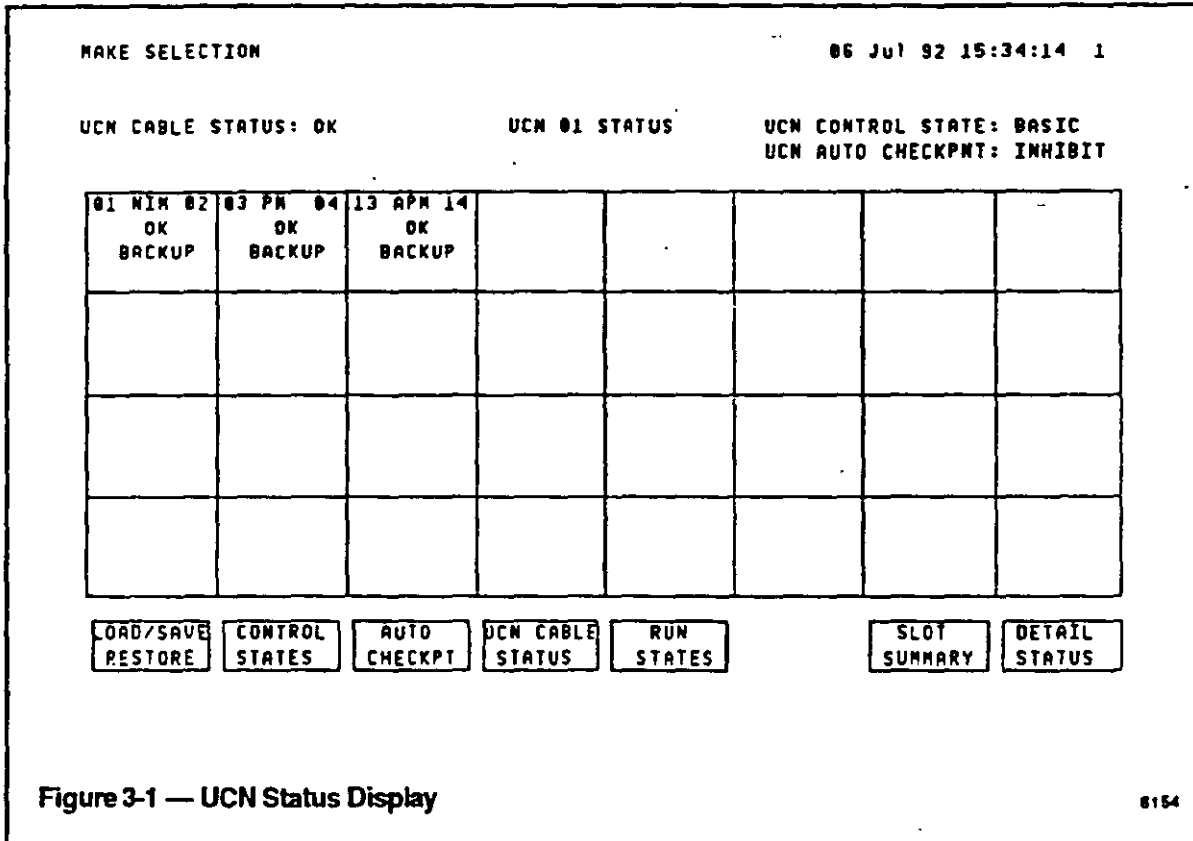 MAKE SELECTION 06 Jul 92 15:34:14 1
UCN CABLE STATUS: OK UCN 01 STATUS UCN CONTROL STATE: BASIC
UCN AUTO CHECKPNT: INHIBIT
01 NIM 02 03 PM 04 13 APM 14
OK OK OK
BACKUP BACKUP BACKUP
LOAD/SAVE CONTROL AUTO UCN CABLE RUN SLOT DETAIL
RESTORE STATES CHECKPT STATUS STATES SUMMARY STATUS
Figure 3-1 — UCN Status Display 6154